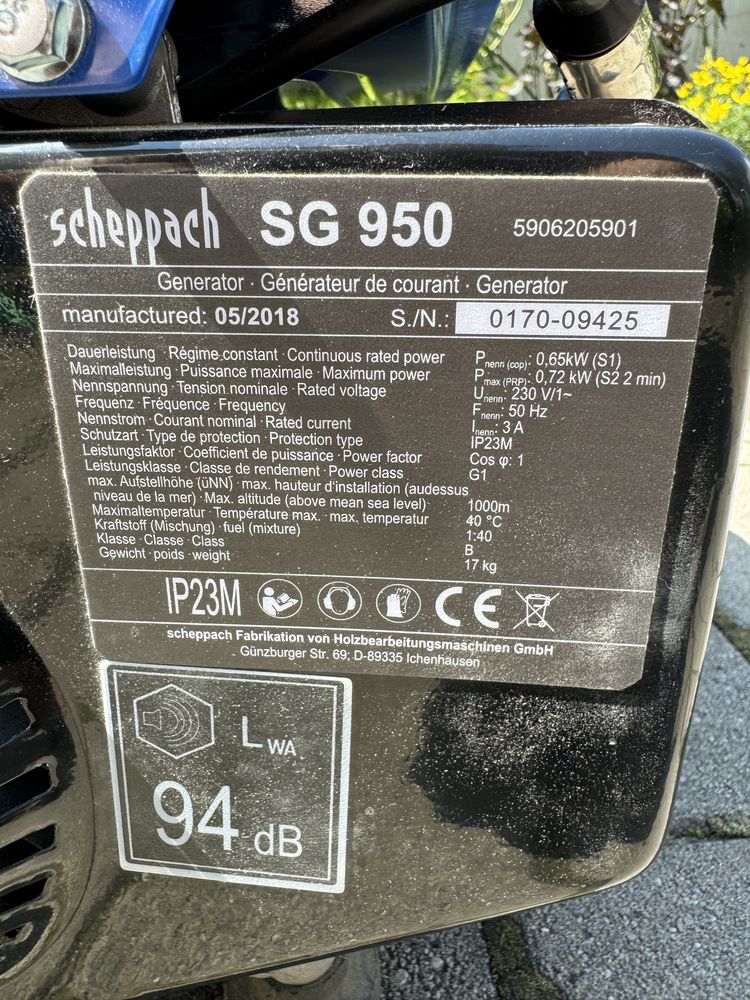 scheppach SG 950 5906205901
Generator · Générateur de courant · Generator
manufactured: 05/2018 S./N.: 0170-09425
Dauerleistung · Régime constant · Continuous rated power Pnenn (cop): 0,65kW (S1)
Maximalleistung · Puissance maximale · Maximum power Pmax (PRP): 0,72 kW (S2 2 min)
Nennspannung · Tension nominale · Rated voltage Unenn: 230 V/1~
Frequenz · Fréquence · Frequency Fnenn: 50 Hz
Nennstrom · Courant nominal · Rated current Inenn: 3 A
Schutzart · Type de protection · Protection type IP23M
Leistungsfaktor · Coefficient de puissance · Power factor Cos φ: 1
Leistungsklasse · Classe de rendement · Power class G1
max. Aufstellhöhe (üNN) · max. hauteur d'installation (audessus
niveau de la mer) · Max. altitude (above mean sea level) 1000m
Maximaltemperatur · Température max. · max. temperatur 40 °C
Kraftstoff (Mischung) · fuel (mixture) 1:40
Klasse · Classe · Class B
Gewicht · poids · weight 17 kg
IP23M CE
scheppach Fabrikation von Holzbearbeitungsmaschinen GmbH
Günzburger Str. 69; D-89335 Ichenhausen
LWA
94 dB